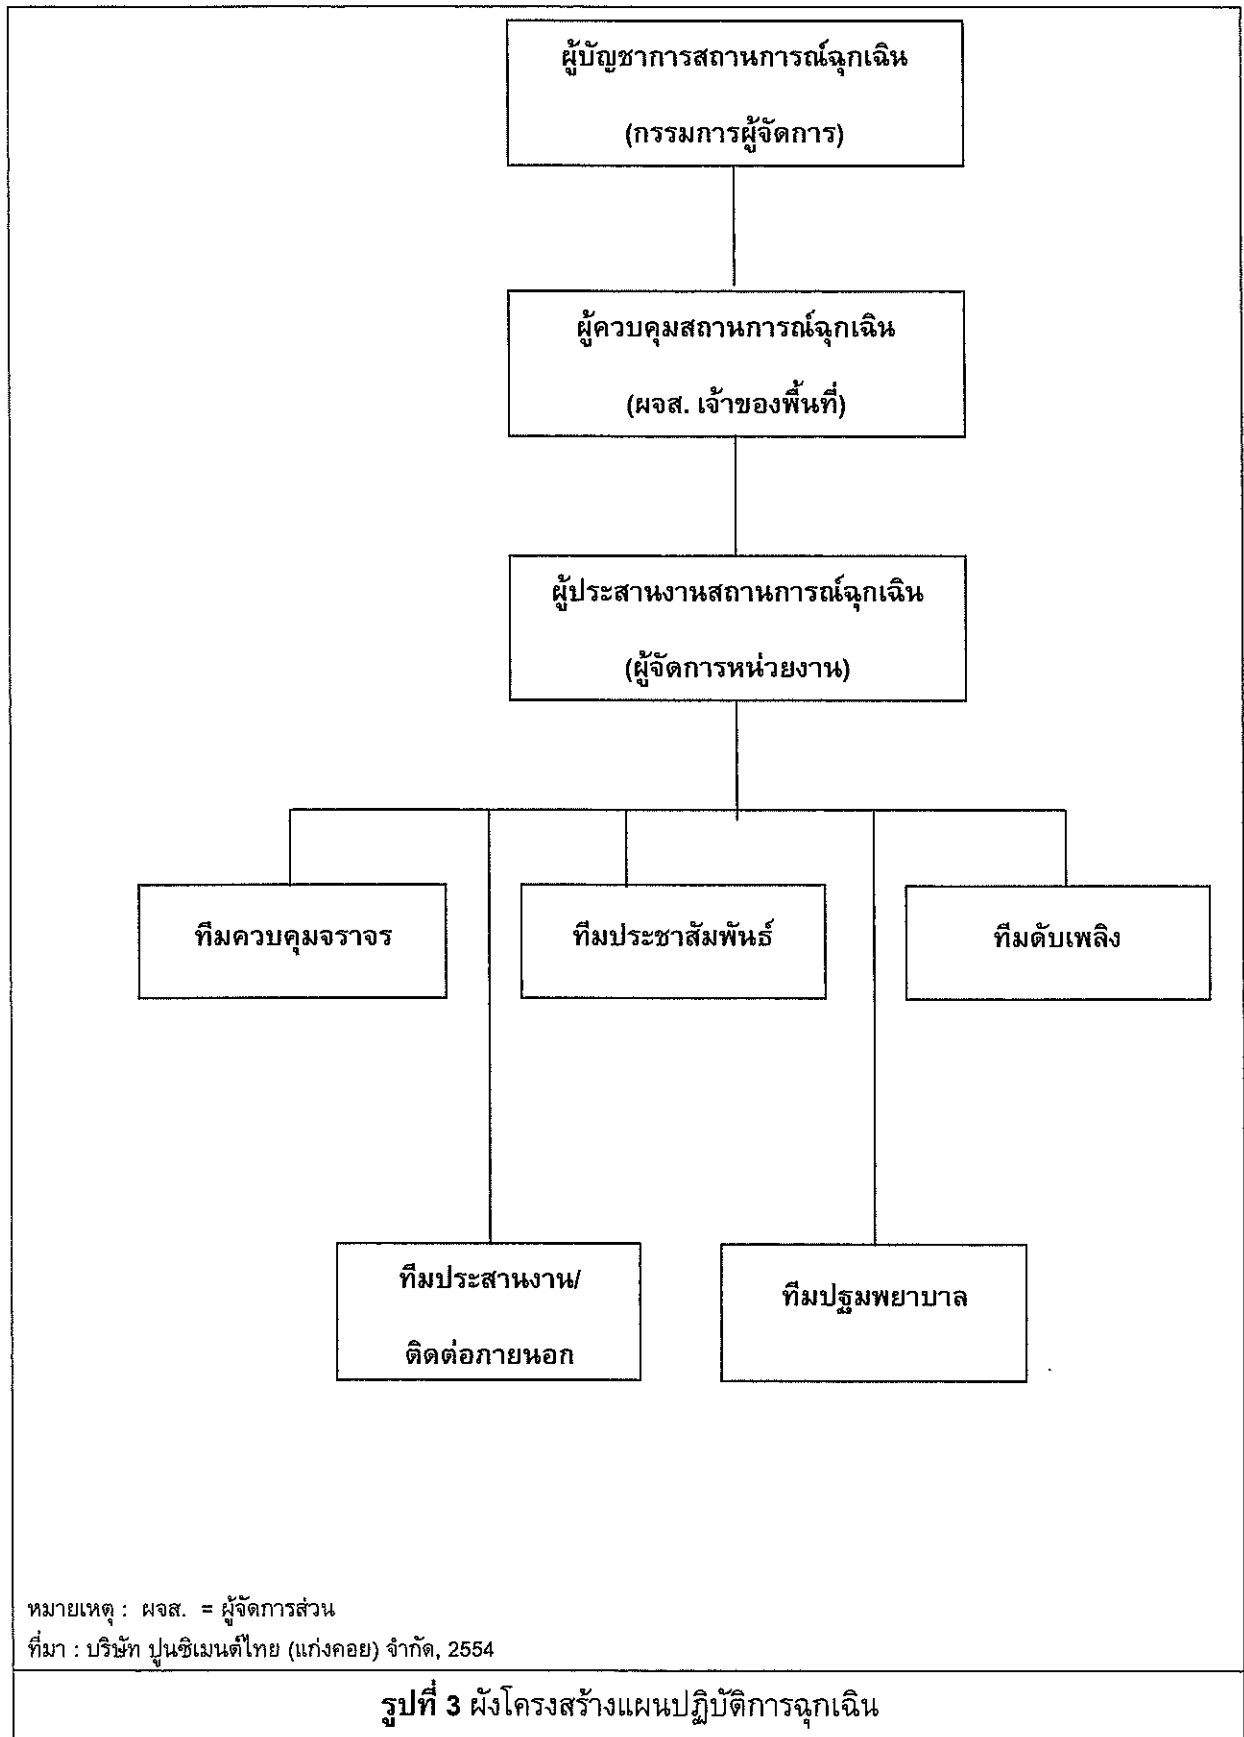 ผู้บัญชาการสถานการณ์ฉุกเฉิน
(กรรมการผู้จัดการ)
ผู้ควบคุมสถานการณ์ฉุกเฉิน
(ผจส. เจ้าของพื้นที่)
ผู้ประสานงานสถานการณ์ฉุกเฉิน
(ผู้จัดการหน่วยงาน)
ทีมควบคุมจราจร
ทีมประชาสัมพันธ์
ทีมดับเพลิง
ทีมประสานงาน/
ติดต่อภายนอก
ทีมปฐมพยาบาล
หมายเหตุ : ผจส. = ผู้จัดการส่วน
ที่มา : บริษัท ปูนซิเมนต์ไทย (แก่งคอย) จำกัด, 2554
รูปที่ 3 ผังโครงสร้างแผนปฏิบัติการฉุกเฉิน